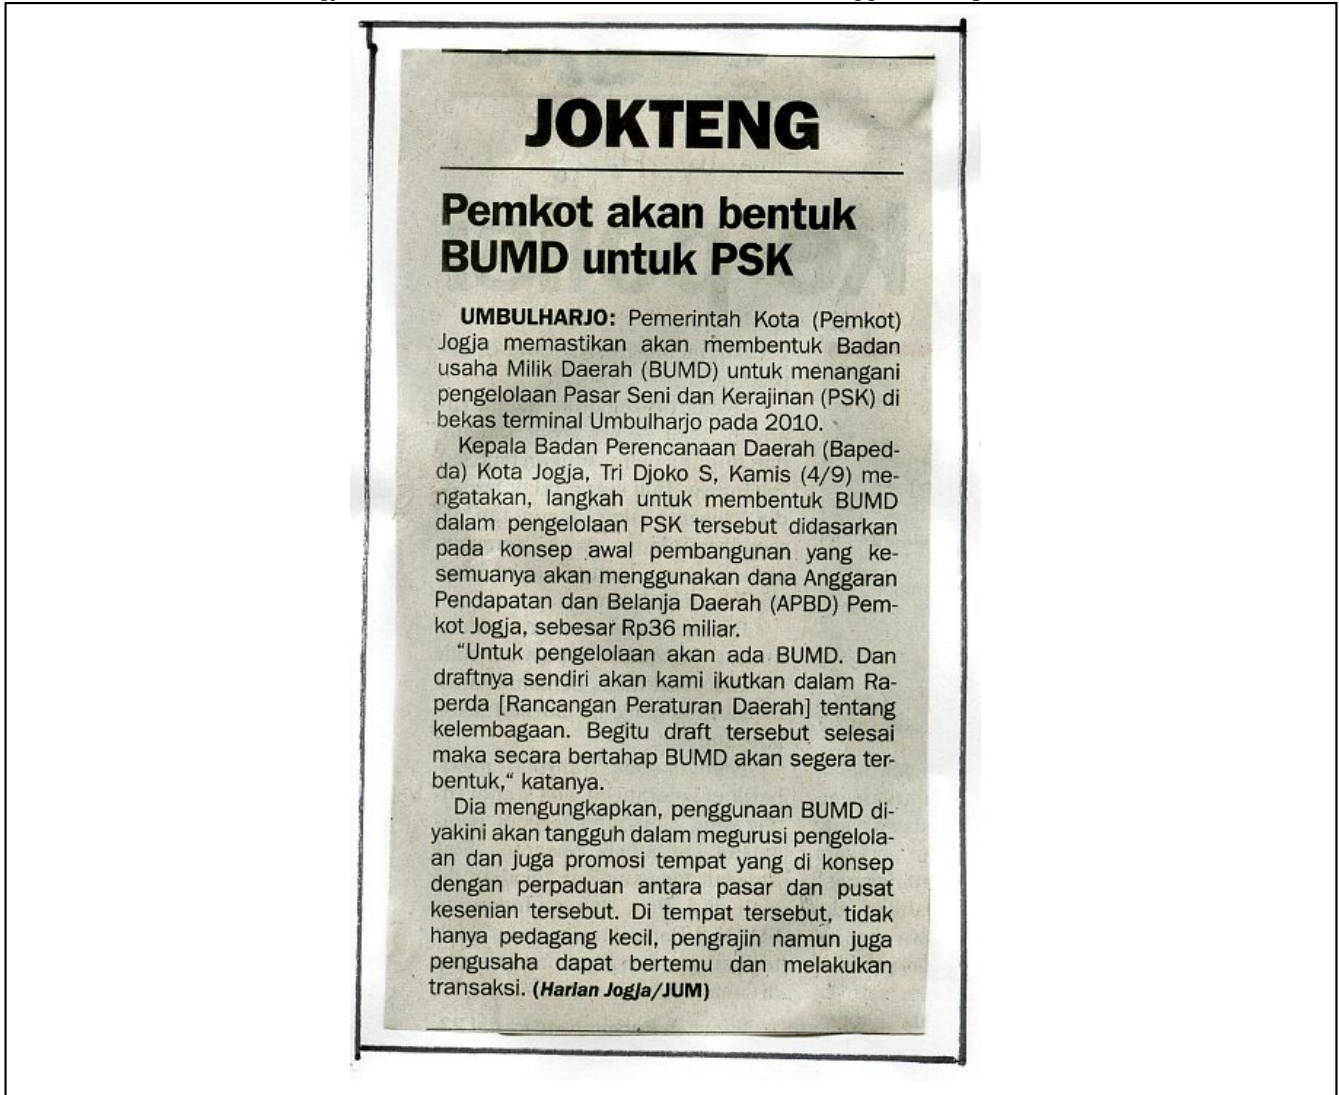 JOKTENG
Pemkot akan bentuk
BUMD untuk PSK
UMBULHARJO: Pemerintah Kota (Pemkot)
Jogja memastikan akan membentuk Badan
usaha Milik Daerah (BUMD) untuk menangani
pengelolaan Pasar Seni dan Kerajinan (PSK) di
bekas terminal Umbulharjo pada 2010.
Kepala Badan Perencanaan Daerah (Baped-
da) Kota Jogja, Tri Djoko S, Kamis (4/9) me-
ngatakan, langkah untuk membentuk BUMD
dalam pengelolaan PSK tersebut didasarkan
pada konsep awal pembangunan yang ke-
semuanya akan menggunakan dana Anggaran
Pendapatan dan Belanja Daerah (APBD) Pem-
kot Jogja, sebesar Rp36 miliar.
“Untuk pengelolaan akan ada BUMD. Dan
draftnya sendiri akan kami ikutkan dalam Ra-
perda [Rancangan Peraturan Daerah] tentang
kelembagaan. Begitu draft tersebut selesai
maka secara bertahap BUMD akan segera ter-
bentuk,“ katanya.
Dia mengungkapkan, penggunaan BUMD di-
yakini akan tangguh dalam megurusi pengelola-
an dan juga promosi tempat yang di konsep
dengan perpaduan antara pasar dan pusat
kesenian tersebut. Di tempat tersebut, tidak
hanya pedagang kecil, pengrajin namun juga
pengusaha dapat bertemu dan melakukan
transaksi. (Harian Jogja/JUM)